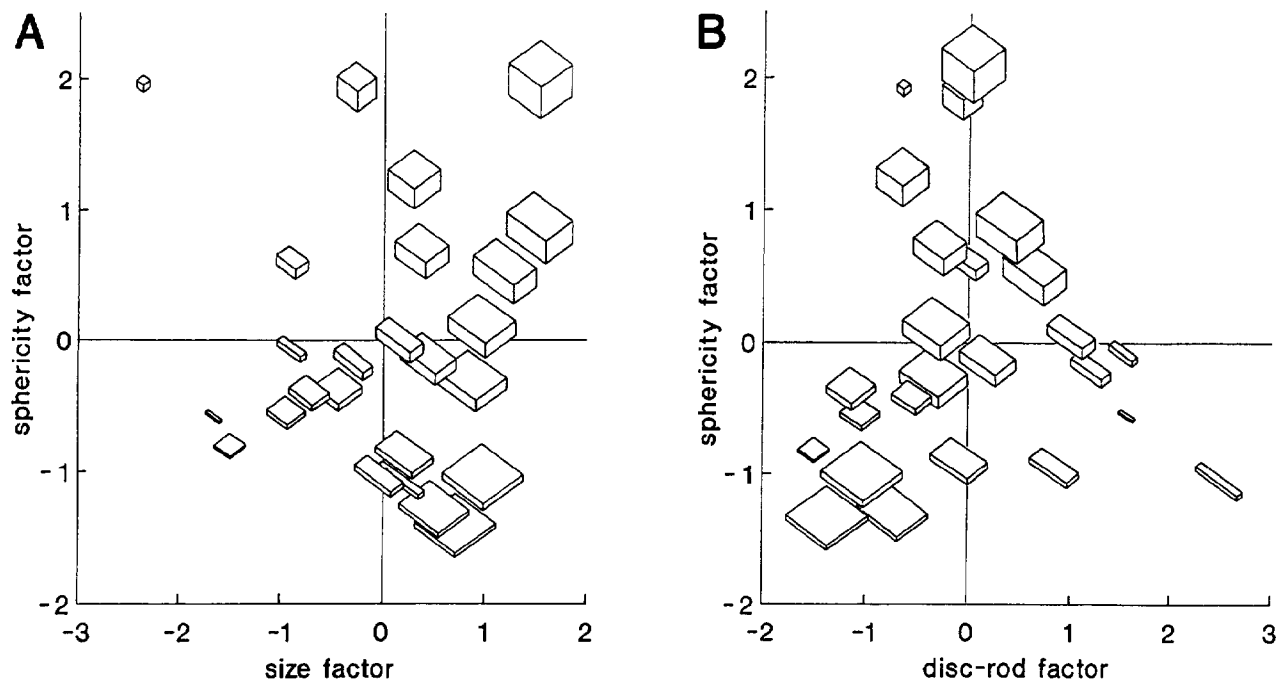 A
sphericity factor
2
1
0
-1
-2
-3 -2 -1 0 1 2
size factor
B
sphericity factor
2
1
0
-1
-2
-2 -1 0 1 2 3
disc-rod factor